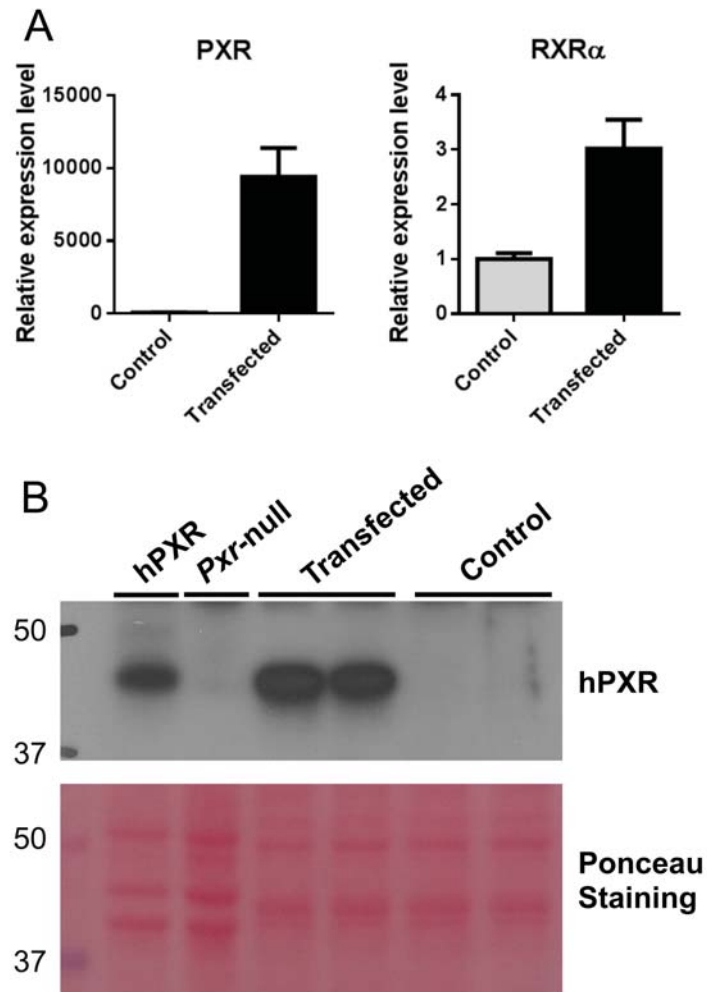 A
PXR
Relative expression level
15000
10000
5000
0
Control
Transfected
RXRα
Relative expression level
4
3
2
1
0
Control
Transfected
B
hPXR
Pxr-null
Transfected
Control
50
37
hPXR
50
37
Ponceau
Staining